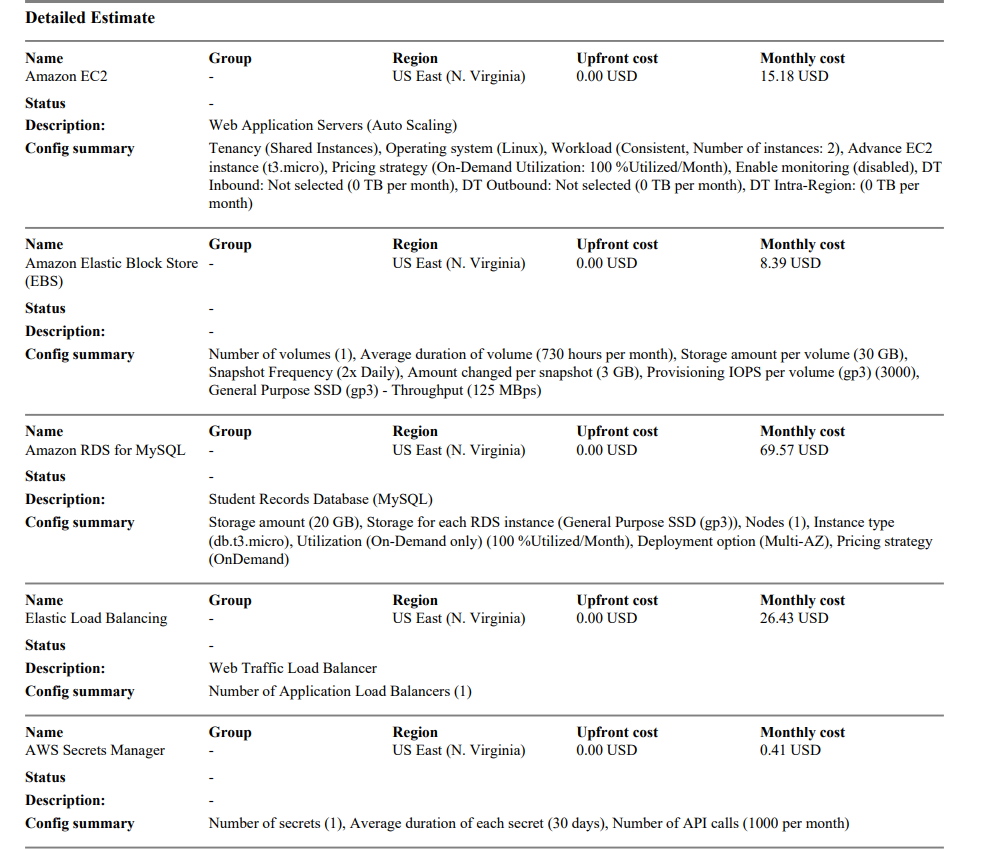 Detailed Estimate
Name Group Region Upfront cost Monthly cost
Amazon EC2 - US East (N. Virginia) 0.00 USD 15.18 USD
Status -
Description: Web Application Servers (Auto Scaling)
Config summary Tenancy (Shared Instances), Operating system (Linux), Workload (Consistent, Number of instances: 2), Advance EC2
instance (t3.micro), Pricing strategy (On-Demand Utilization: 100 %Utilized/Month), Enable monitoring (disabled), DT
Inbound: Not selected (0 TB per month), DT Outbound: Not selected (0 TB per month), DT Intra-Region: (0 TB per
month)
Name Group Region Upfront cost Monthly cost
Amazon Elastic Block Store - US East (N. Virginia) 0.00 USD 8.39 USD
(EBS)
Status -
Description: -
Config summary Number of volumes (1), Average duration of volume (730 hours per month), Storage amount per volume (30 GB),
Snapshot Frequency (2x Daily), Amount changed per snapshot (3 GB), Provisioning IOPS per volume (gp3) (3000),
General Purpose SSD (gp3) - Throughput (125 MBps)
Name Group Region Upfront cost Monthly cost
Amazon RDS for MySQL - US East (N. Virginia) 0.00 USD 69.57 USD
Status -
Description: Student Records Database (MySQL)
Config summary Storage amount (20 GB), Storage for each RDS instance (General Purpose SSD (gp3)), Nodes (1), Instance type
(db.t3.micro), Utilization (On-Demand only) (100 %Utilized/Month), Deployment option (Multi-AZ), Pricing strategy
(OnDemand)
Name Group Region Upfront cost Monthly cost
Elastic Load Balancing - US East (N. Virginia) 0.00 USD 26.43 USD
Status -
Description: Web Traffic Load Balancer
Config summary Number of Application Load Balancers (1)
Name Group Region Upfront cost Monthly cost
AWS Secrets Manager - US East (N. Virginia) 0.00 USD 0.41 USD
Status -
Description: -
Config summary Number of secrets (1), Average duration of each secret (30 days), Number of API calls (1000 per month)